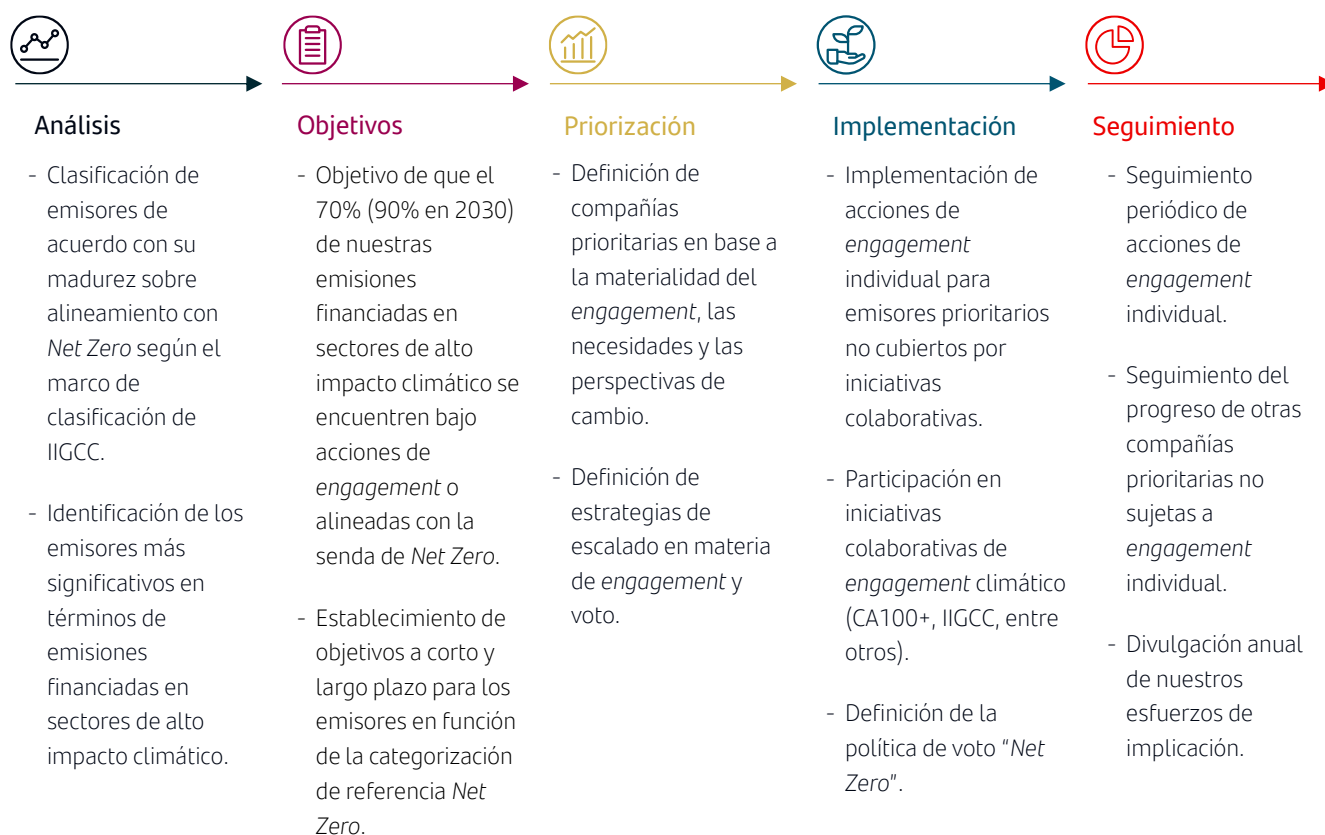 Análisis
- Clasificación de
emisores de
acuerdo con su
madurez sobre
alineamiento con
Net Zero según el
marco de
clasificación de
IIGCC.
- Identificación de los
emisores más
significativos en
términos de
emisiones
financiadas en
sectores de alto
impacto climático.
Objetivos
- Objetivo de que el
70% (90% en 2030)
de nuestras
emisiones
financiadas en
sectores de alto
impacto climático se
encuentren bajo
acciones de
engagement o
alineadas con la
senda de Net Zero.
- Establecimiento de
objetivos a corto y
largo plazo para los
emisores en función
de la categorización
de referencia Net
Zero.
Priorización
- Definición de
compañías
prioritarias en base a
la materialidad del
engagement, las
necesidades y las
perspectivas de
cambio.
- Definición de
estrategias de
escalado en materia
de engagement y
voto.
Implementación
- Implementación de
acciones de
engagement
individual para
emisores prioritarios
no cubiertos por
iniciativas
colaborativas.
- Participación en
iniciativas
colaborativas de
engagement climático
(CA100+, IIGCC, entre
otros).
- Definición de la
política de voto "Net
Zero".
Seguimiento
- Seguimiento
periódico de
acciones de
engagement
individual.
- Seguimiento del
progreso de otras
compañías
prioritarias no
sujetas a
engagement
individual.
- Divulgación anual
de nuestros
esfuerzos de
implicación.